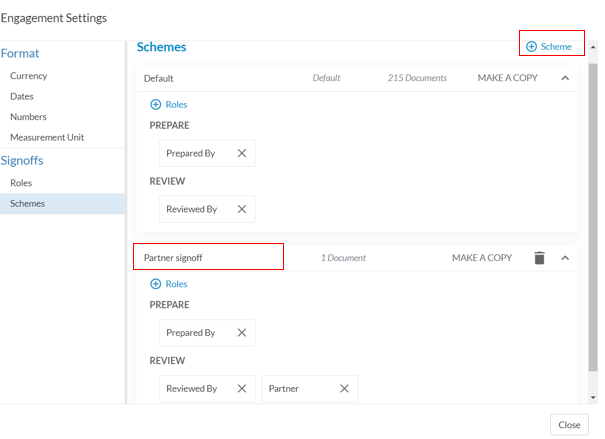 Engagement Settings
Format
Currency
Dates
Numbers
Measurement Unit
Signoffs
Roles
Schemes
Schemes
Scheme
Default Default 215 Documents MAKE A COPY
Roles
PREPARE
Prepared By
REVIEW
Reviewed By
Partner signoff 1 Document MAKE A COPY
Roles
PREPARE
Prepared By
REVIEW
Reviewed By Partner
Close